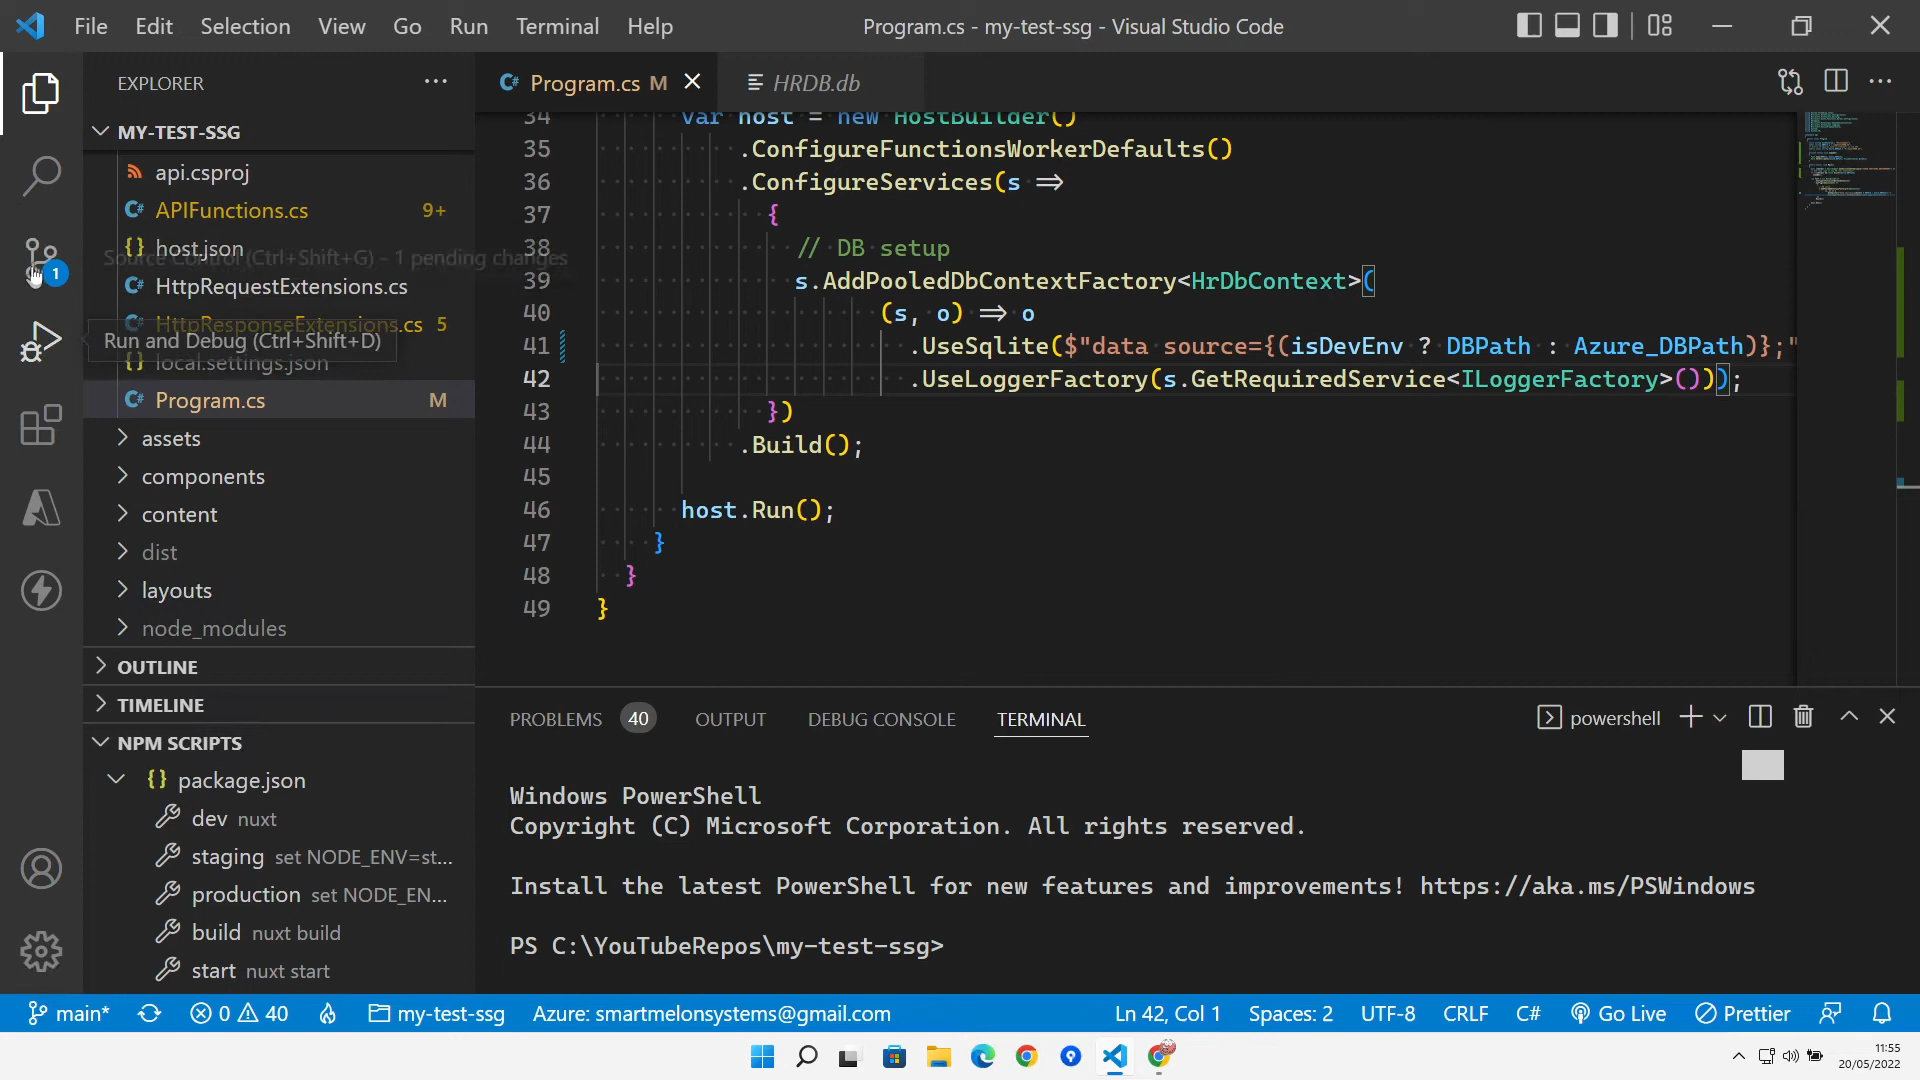 File Edit Selection View Go Run Terminal Help
Program.cs - my-test-ssg - Visual Studio Code
EXPLORER
MY-TEST-SSG
api.csproj
APIFunctions.cs 9+
host.json
Source Control (Ctrl+Shift+G) - 1 pending changes
1
HttpRequestExtensions.cs
HttpResponseExtensions.cs 5
Run and Debug (Ctrl+Shift+D)
local.settings.json
Program.cs M
assets
components
content
dist
layouts
node_modules
OUTLINE
TIMELINE
NPM SCRIPTS
package.json
dev nuxt
staging set NODE_ENV=st...
production set NODE_EN...
build nuxt build
start nuxt start
Program.cs M
HRDB.db
34 var host = new HostBuilder()
35 .ConfigureFunctionsWorkerDefaults()
36 .ConfigureServices(s =>
37 {
38 // DB setup
39 s.AddPooledDbContextFactory<HrDbContext>(
40 (s, o) => o
41 .UseSqlite($"data source={(isDevEnv ? DBPath : Azure_DBPath)};"
42 .UseLoggerFactory(s.GetRequiredService<ILoggerFactory>()));
43 })
44 .Build();
45
46 host.Run();
47 }
48 }
49 }
PROBLEMS 40 OUTPUT DEBUG CONSOLE TERMINAL
powershell
Windows PowerShell
Copyright (C) Microsoft Corporation. All rights reserved.
Install the latest PowerShell for new features and improvements! https://aka.ms/PSWindows
PS C:\YouTubeRepos\my-test-ssg>
main* 0 40 my-test-ssg Azure: smartmelonsystems@gmail.com Ln 42, Col 1 Spaces: 2 UTF-8 CRLF C# Go Live Prettier
11:55
20/05/2022